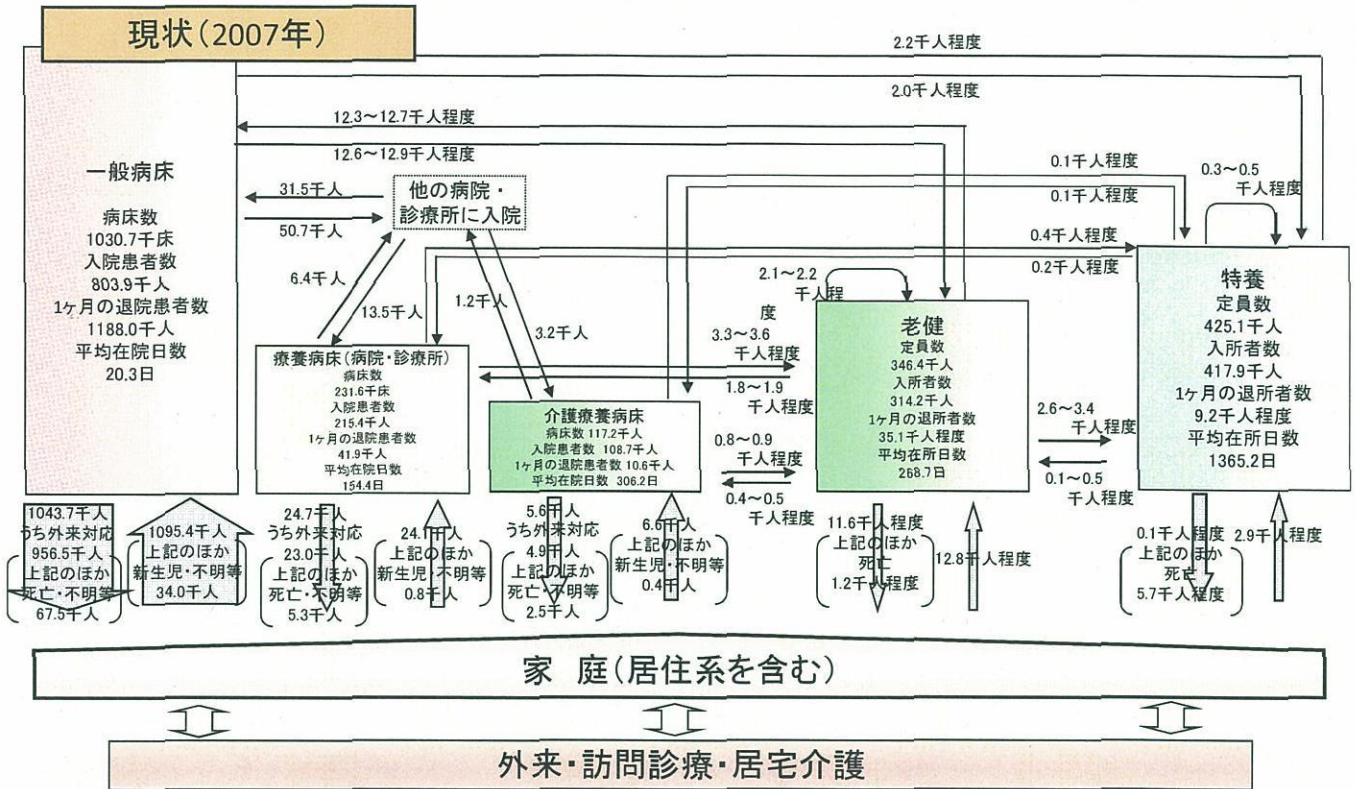 現状(2007年)
2.2千人程度
2.0千人程度
12.3~12.7千人程度
12.6~12.9千人程度
一般病床
病床数
1030.7千床
入院患者数
803.9千人
1ヶ月の退院患者数
1188.0千人
平均在院日数
20.3日
31.5千人
50.7千人
他の病院・
診療所に入院
0.1千人程度
0.1千人程度
0.3~0.5
千人程度
0.4千人程度
0.2千人程度
6.4千人
13.5千人
1.2千人
3.2千人
2.1~2.2
千人程
度
3.3~3.6
千人程度
1.8~1.9
千人程度
療養病床(病院・診療所)
病床数
231.6千床
入院患者数
215.4千人
1ヶ月の退院患者数
41.9千人
平均在院日数
154.4日
介護療養病床
病床数 117.2千人
入院患者数 108.7千人
1ヶ月の退院患者数 10.6千人
平均在院日数 306.2日
0.8~0.9
千人程度
0.4~0.5
千人程度
老健
定員数
346.4千人
入所者数
314.2千人
1ヶ月の退所者数
35.1千人程度
平均在所日数
268.7日
2.6~3.4
千人程度
0.1~0.5
千人程度
特養
定員数
425.1千人
入所者数
417.9千人
1ヶ月の退所者数
9.2千人程度
平均在所日数
1365.2日
1043.7千人
うち外来対応
956.5千人
上記のほか
死亡・不明等
67.5千人
1095.4千人
上記のほか
新生児・不明等
34.0千人
24.7千人
うち外来対応
23.0千人
上記のほか
死亡・不明等
5.3千人
24.1千人
上記のほか
新生児・不明等
0.8千人
5.6千人
うち外来対応
4.9千人
上記のほか
死亡・不明等
2.5千人
6.6千人
上記のほか
新生児・不明等
0.4千人
11.6千人程度
上記のほか
死亡
1.2千人程度
12.8千人程度
0.1千人程度
上記のほか
死亡
5.7千人程度
2.9千人程度
家 庭(居住系を含む)
外来・訪問診療・居宅介護